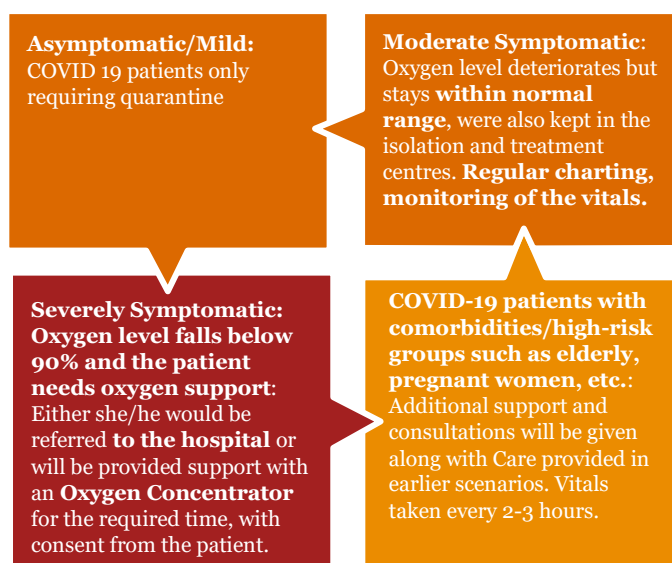 Asymptomatic/Mild:
COVID 19 patients only
requiring quarantine
Moderate Symptomatic:
Oxygen level deteriorates but
stays within normal
range, were also kept in the
isolation and treatment
centres. Regular charting,
monitoring of the vitals.
Severely Symptomatic:
Oxygen level falls below
90% and the patient
needs oxygen support:
Either she/he would be
referred to the hospital or
will be provided support with
an Oxygen Concentrator
for the required time, with
consent from the patient.
COVID-19 patients with
comorbidities/high-risk
groups such as elderly,
pregnant women, etc.:
Additional support and
consultations will be given
along with Care provided in
earlier scenarios. Vitals
taken every 2-3 hours.